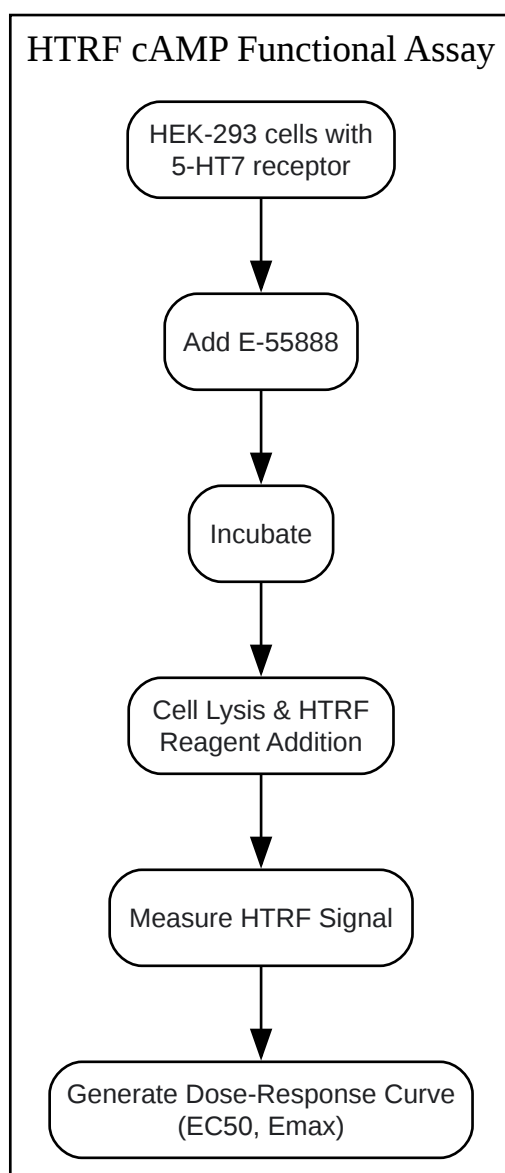 HTRF cAMP Functional Assay
HEK-293 cells with
5-HT7 receptor
Add E-55888
Incubate
Cell Lysis & HTRF
Reagent Addition
Measure HTRF Signal
Generate Dose-Response Curve
(EC50, Emax)